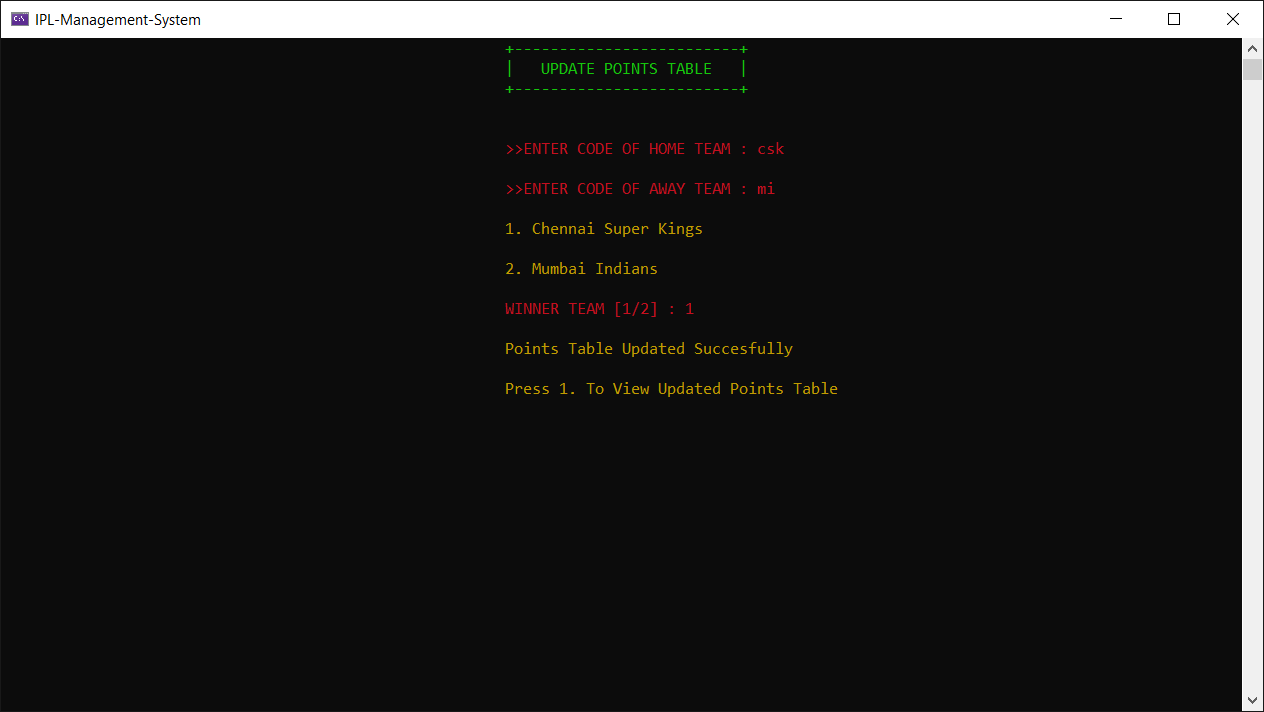 IPL-Management-System
+-------------------------+
|   UPDATE POINTS TABLE   |
+-------------------------+
>>ENTER CODE OF HOME TEAM : csk
>>ENTER CODE OF AWAY TEAM : mi
1. Chennai Super Kings
2. Mumbai Indians
WINNER TEAM [1/2] : 1
Points Table Updated Succesfully
Press 1. To View Updated Points Table